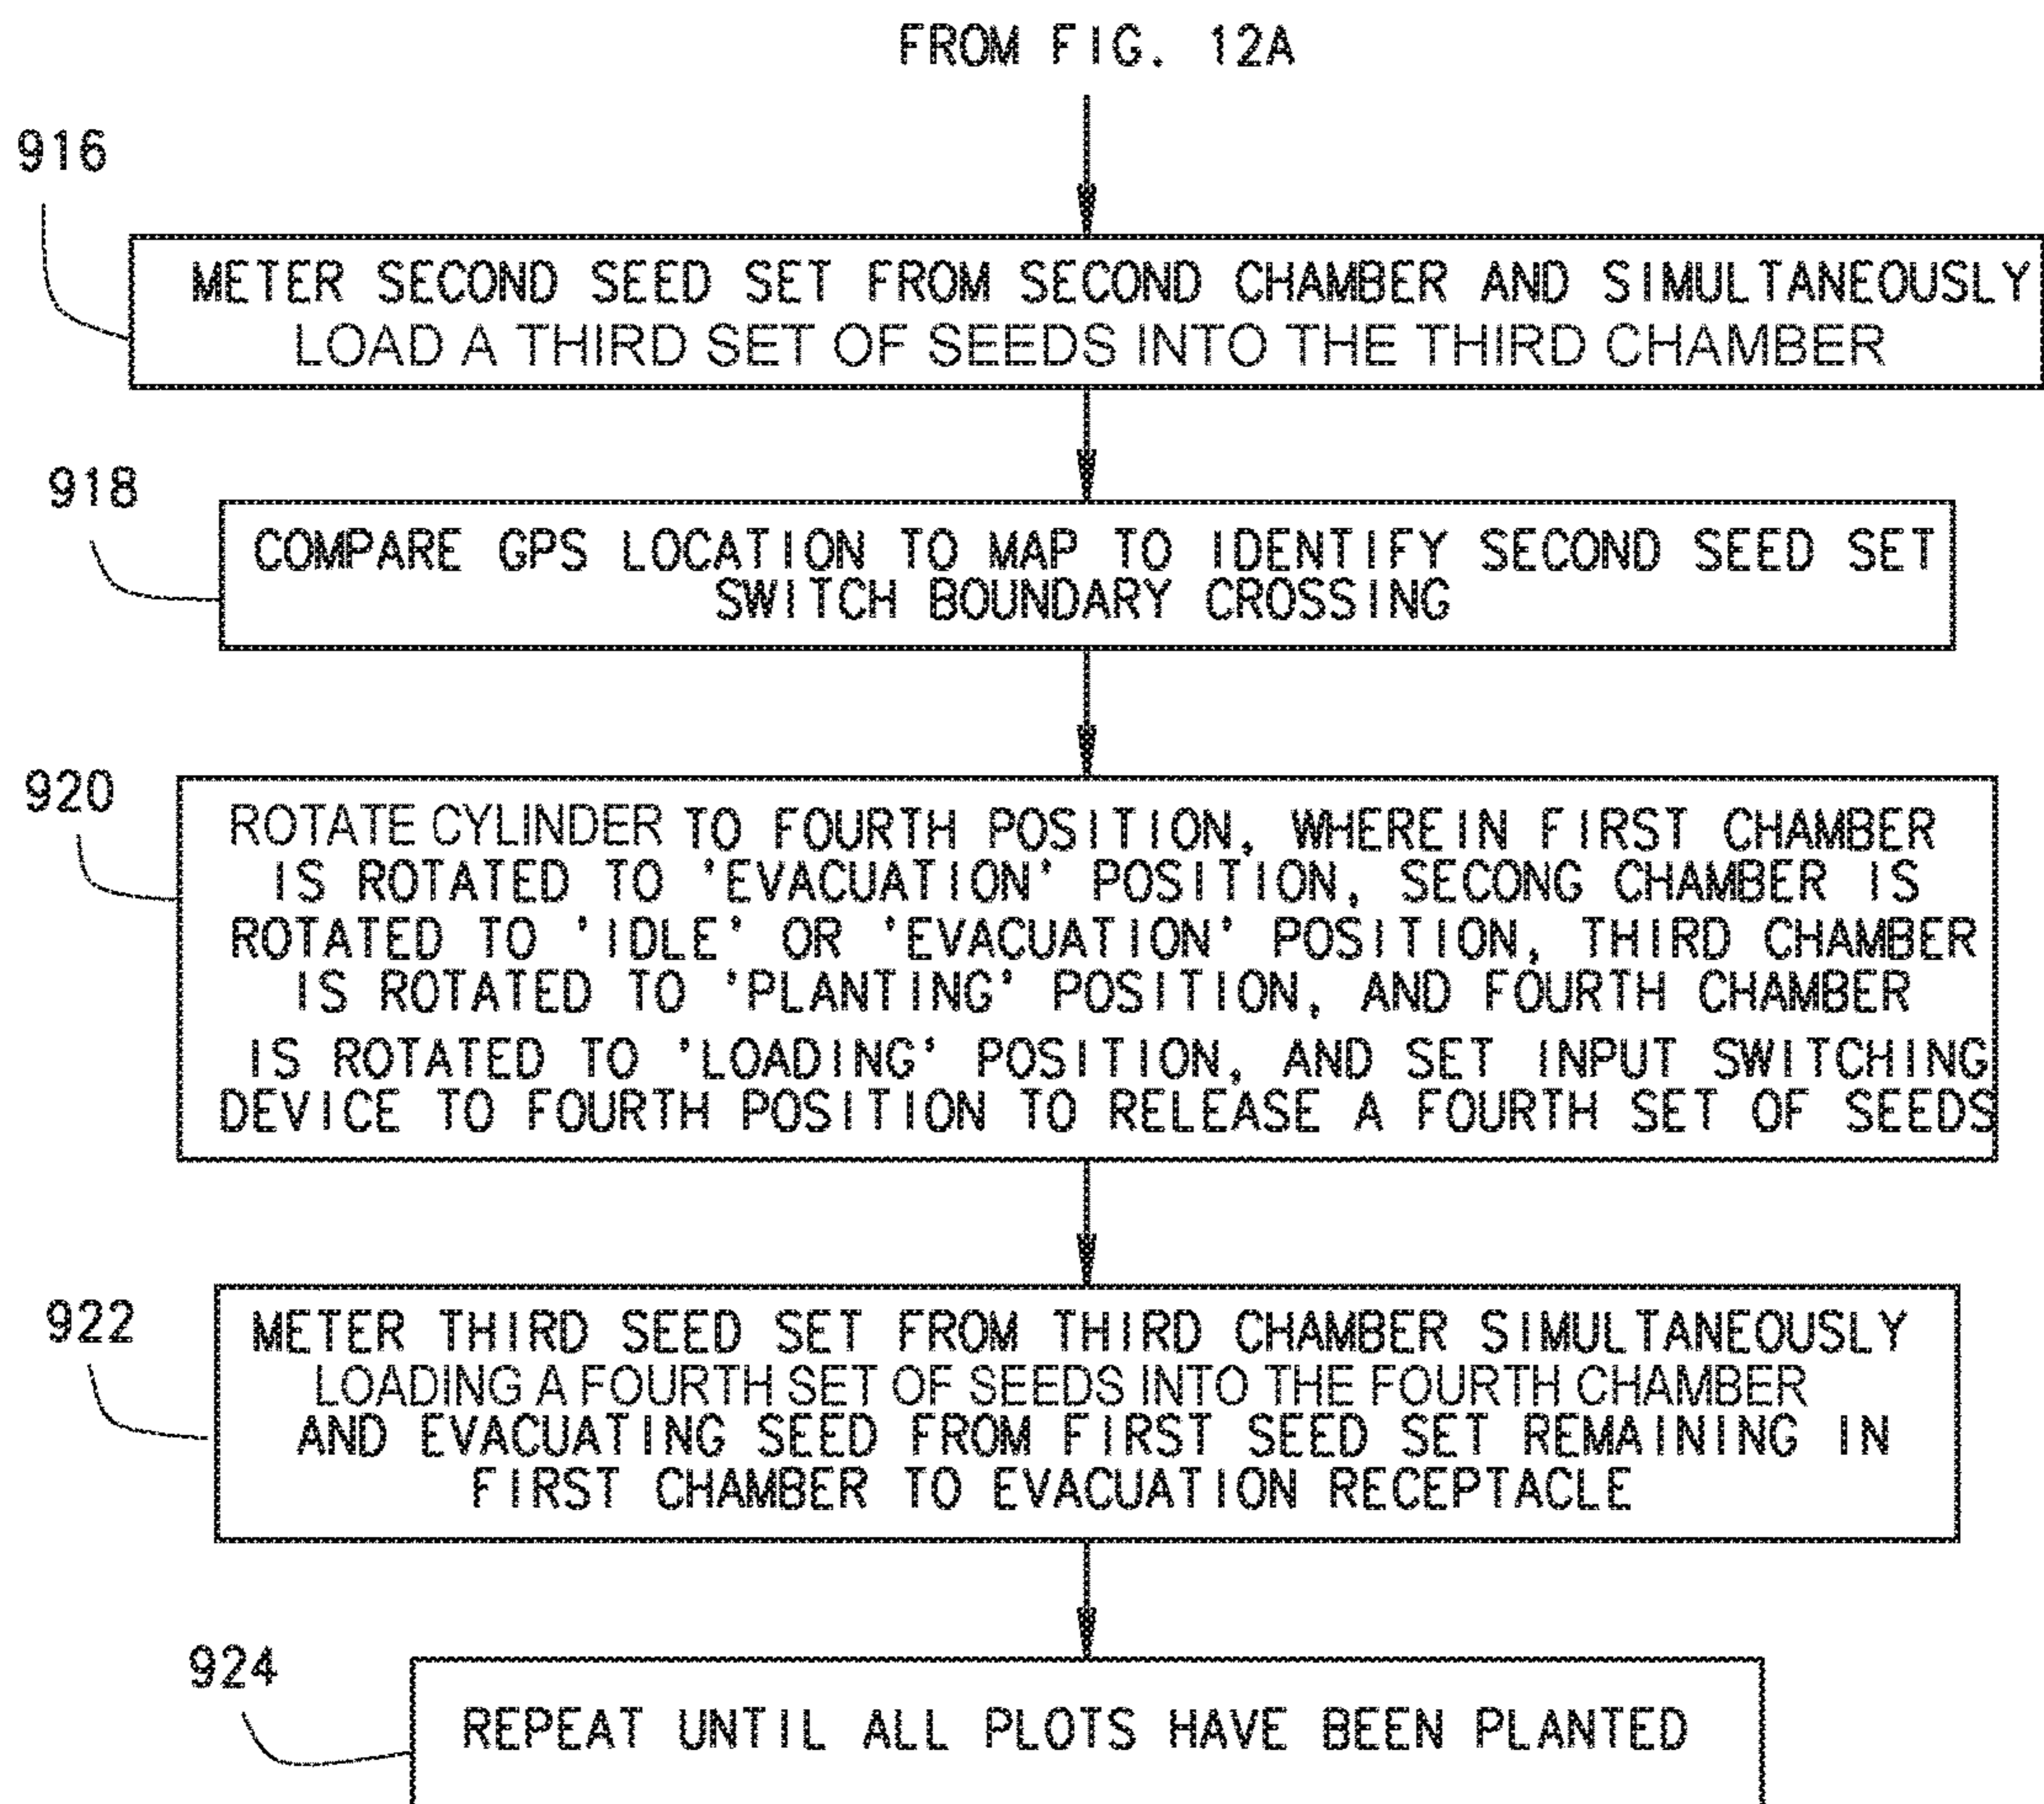 FROM FIG. 12A
916
METER SECOND SEED SET FROM SECOND CHAMBER AND SIMULTANEOUSLY
LOAD A THIRD SET OF SEEDS INTO THE THIRD CHAMBER
918
COMPARE GPS LOCATION TO MAP TO IDENTIFY SECOND SEED SET
SWITCH BOUNDARY CROSSING
920
ROTATE CYLINDER TO FOURTH POSITION, WHEREIN FIRST CHAMBER
IS ROTATED TO 'EVACUATION' POSITION, SECONG CHAMBER IS
ROTATED TO 'IDLE' OR 'EVACUATION' POSITION, THIRD CHAMBER
IS ROTATED TO 'PLANTING' POSITION, AND FOURTH CHAMBER
IS ROTATED TO 'LOADING' POSITION, AND SET INPUT SWITCHING
DEVICE TO FOURTH POSITION TO RELEASE A FOURTH SET OF SEEDS
922
METER THIRD SEED SET FROM THIRD CHAMBER SIMULTANEOUSLY
LOADING A FOURTH SET OF SEEDS INTO THE FOURTH CHAMBER
AND EVACUATING SEED FROM FIRST SEED SET REMAINING IN
FIRST CHAMBER TO EVACUATION RECEPTACLE
924
REPEAT UNTIL ALL PLOTS HAVE BEEN PLANTED